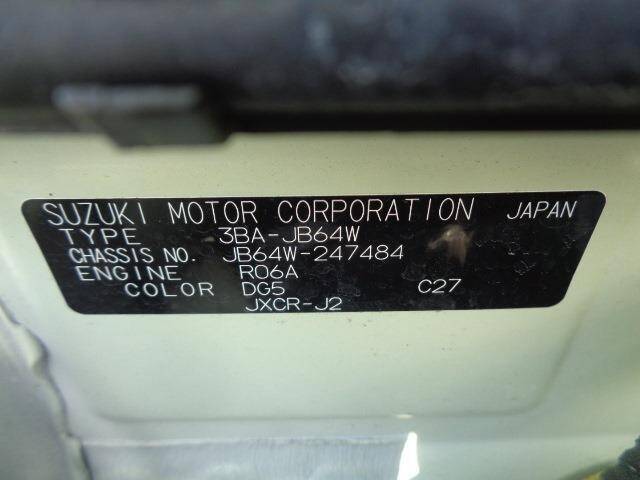 SUZUKI MOTOR CORPORATION JAPAN
TYPE 3BA-JB64W
CHASSIS NO. JB64W-247484
ENGINE R06A
COLOR DG5 C27
JXCR-J2